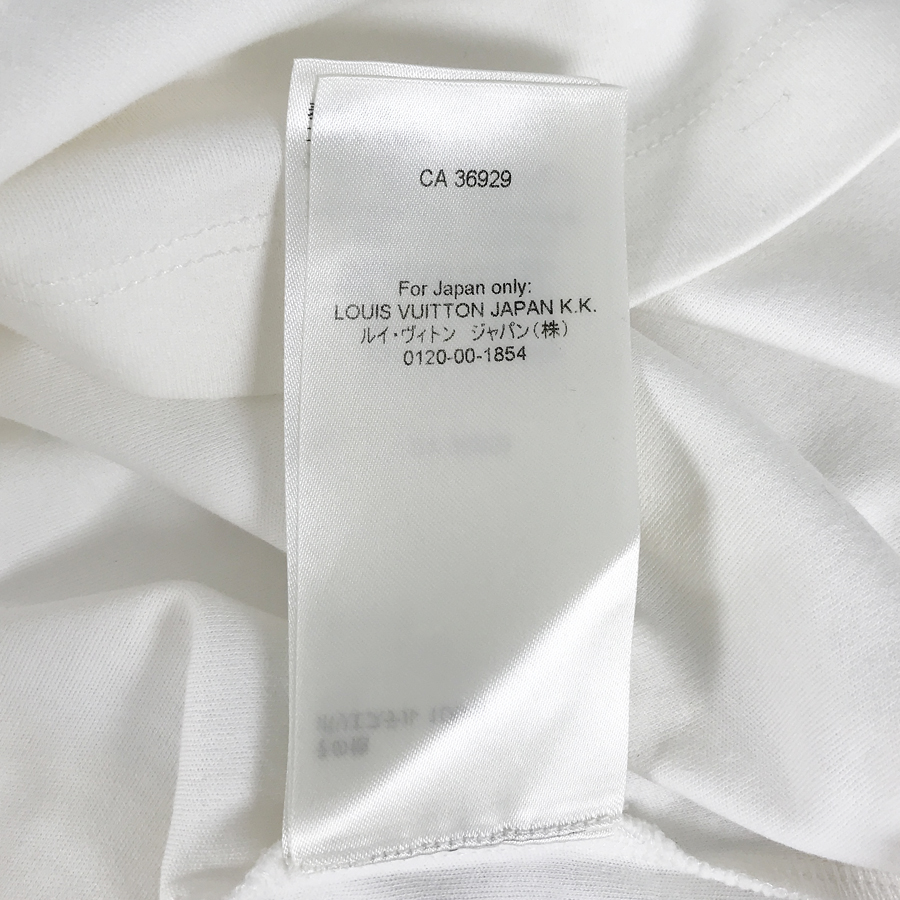 CA 36929
For Japan only:
LOUIS VUITTON JAPAN K.K.
ルイ・ヴィトン ジャパン(株)
0120-00-1854